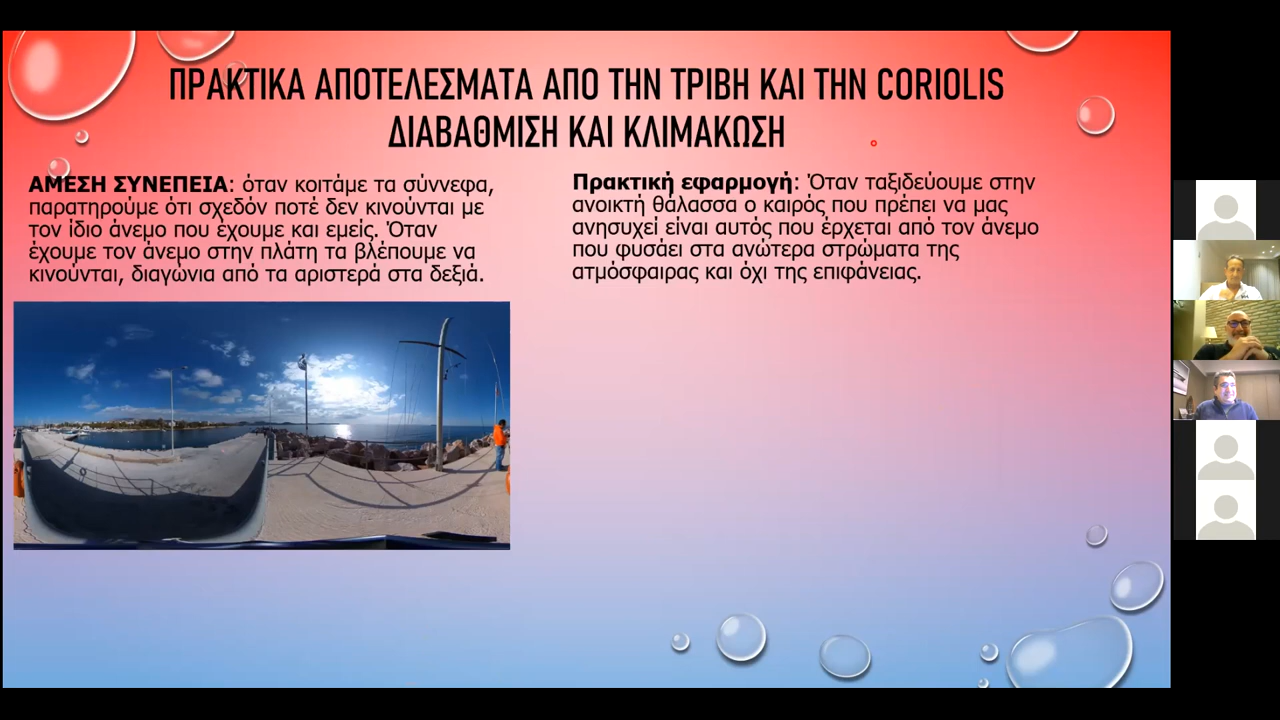 ΠΡΑΚΤΙΚΑ ΑΠΟΤΕΛΕΣΜΑΤΑ ΑΠΟ ΤΗΝ ΤΡΙΒΗ ΚΑΙ ΤΗΝ CORIOLIS
ΔΙΑΒΑΘΜΙΣΗ ΚΑΙ ΚΛΙΜΑΚΩΣΗ
ΑΜΕΣΗ ΣΥΝΕΠΕΙΑ: όταν κοιτάμε τα σύννεφα,
παρατηρούμε ότι σχεδόν ποτέ δεν κινούνται με
τον ίδιο άνεμο που έχουμε και εμείς. Όταν
έχουμε τον άνεμο στην πλάτη τα βλέπουμε να
κινούνται, διαγώνια από τα αριστερά στα δεξιά.
Πρακτική εφαρμογή: Όταν ταξιδεύουμε στην
ανοικτή θάλασσα ο καιρός που πρέπει να μας
ανησυχεί είναι αυτός που έρχεται από τον άνεμο
που φυσάει στα ανώτερα στρώματα της
ατμόσφαιρας και όχι της επιφάνειας.